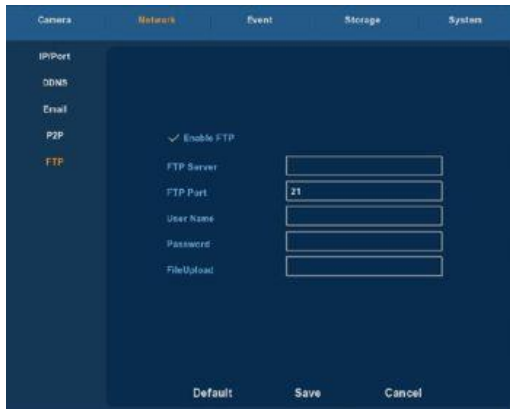 Camera Network Event Storage System
IP/Port
DDNS
Email
P2P
FTP
Enable FTP
FTP Server
FTP Port 21
User Name
Password
FileUpload
Default Save Cancel